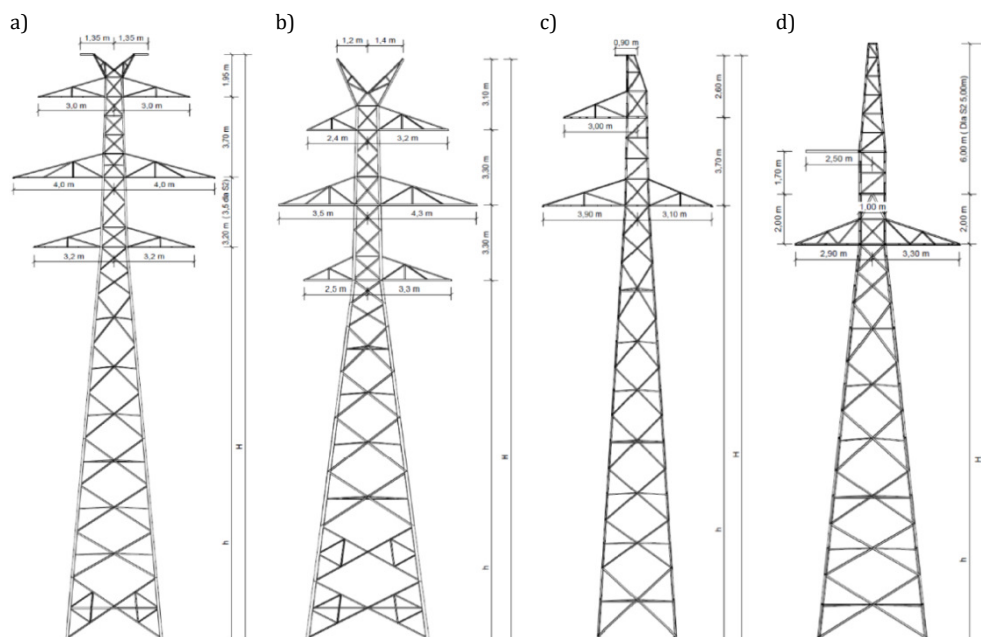 a)
1,35 m 1,35 m
1,95 m
3,0 m 3,0 m
3,70 m
4,0 m 4,0 m
3,20 m ( 3,5 dla S2)
3,2 m 3,2 m
h
H
b)
1,2 m 1,4 m
3,10 m
2,4 m 3,2 m
3,30 m
3,5 m 4,3 m
3,30 m
2,5 m 3,3 m
h
H
c)
0,90 m
2,60 m
3,00 m
3,70 m
3,90 m 3,10 m
h
H
d)
6,00 m ( Dla S2 5,00m)
2,50 m
1,70 m
1,00 m
2,00 m 2,00 m
2,90 m 3,30 m
h